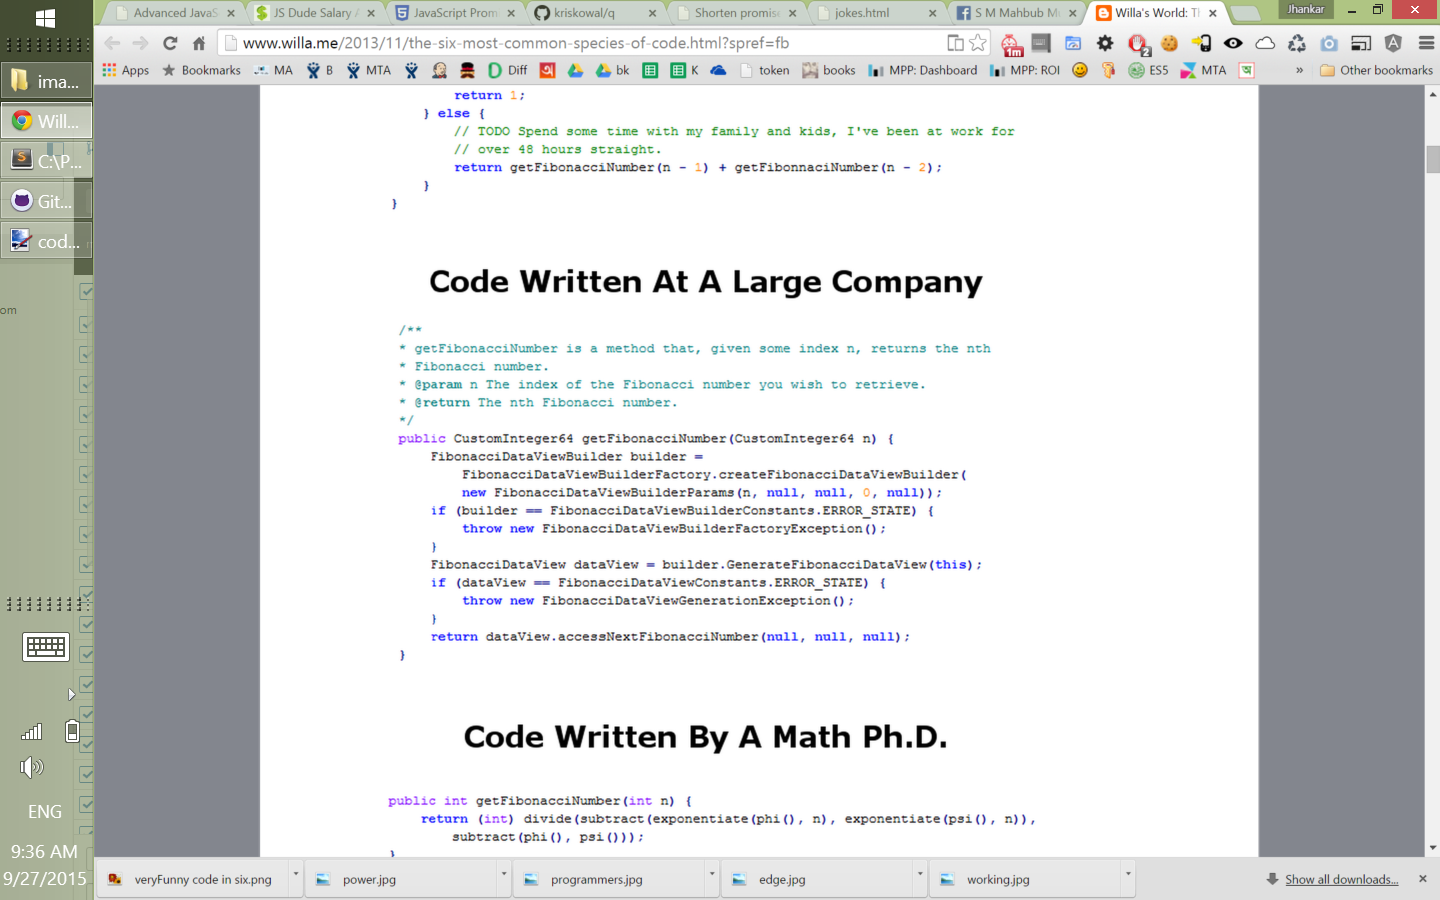 Advanced JavaS
JS Dude Salary A
JavaScript Prom
kriskowal/q
Shorten promise
jokes.html
S M Mahbub Mu
Willa's World: Th
Jhankar
www.willa.me/2013/11/the-six-most-common-species-of-code.html?spref=fb
1m
2
Apps
Bookmarks
MA
B
MTA
Diff
bk
K
token
books
MPP: Dashboard
MPP: ROI
ES5
MTA
»
Other bookmarks
ima...
Will...
C:\P...
Git...
cod...
om
ENG
9:36 AM
9/27/2015
return 1;
} else {
// TODO Spend some time with my family and kids, I've been at work for
// over 48 hours straight.
return getFibonacciNumber(n - 1) + getFibonnaciNumber(n - 2);
}
}
Code Written At A Large Company
/**
* getFibonacciNumber is a method that, given some index n, returns the nth
* Fibonacci number.
* @param n The index of the Fibonacci number you wish to retrieve.
* @return The nth Fibonacci number.
*/
public CustomInteger64 getFibonacciNumber(CustomInteger64 n) {
FibonacciDataViewBuilder builder =
FibonacciDataViewBuilderFactory.createFibonacciDataViewBuilder(
new FibonacciDataViewBuilderParams(n, null, null, 0, null));
if (builder == FibonacciDataViewBuilderConstants.ERROR_STATE) {
throw new FibonacciDataViewBuilderFactoryException();
}
FibonacciDataView dataView = builder.GenerateFibonacciDataView(this);
if (dataView == FibonacciDataViewConstants.ERROR_STATE) {
throw new FibonacciDataViewGenerationException();
}
return dataView.accessNextFibonacciNumber(null, null, null);
}
Code Written By A Math Ph.D.
public int getFibonacciNumber(int n) {
return (int) divide(subtract(exponentiate(phi(), n), exponentiate(psi(), n)),
subtract(phi(), psi()));
}
veryFunny code in six.png
power.jpg
programmers.jpg
edge.jpg
working.jpg
Show all downloads...